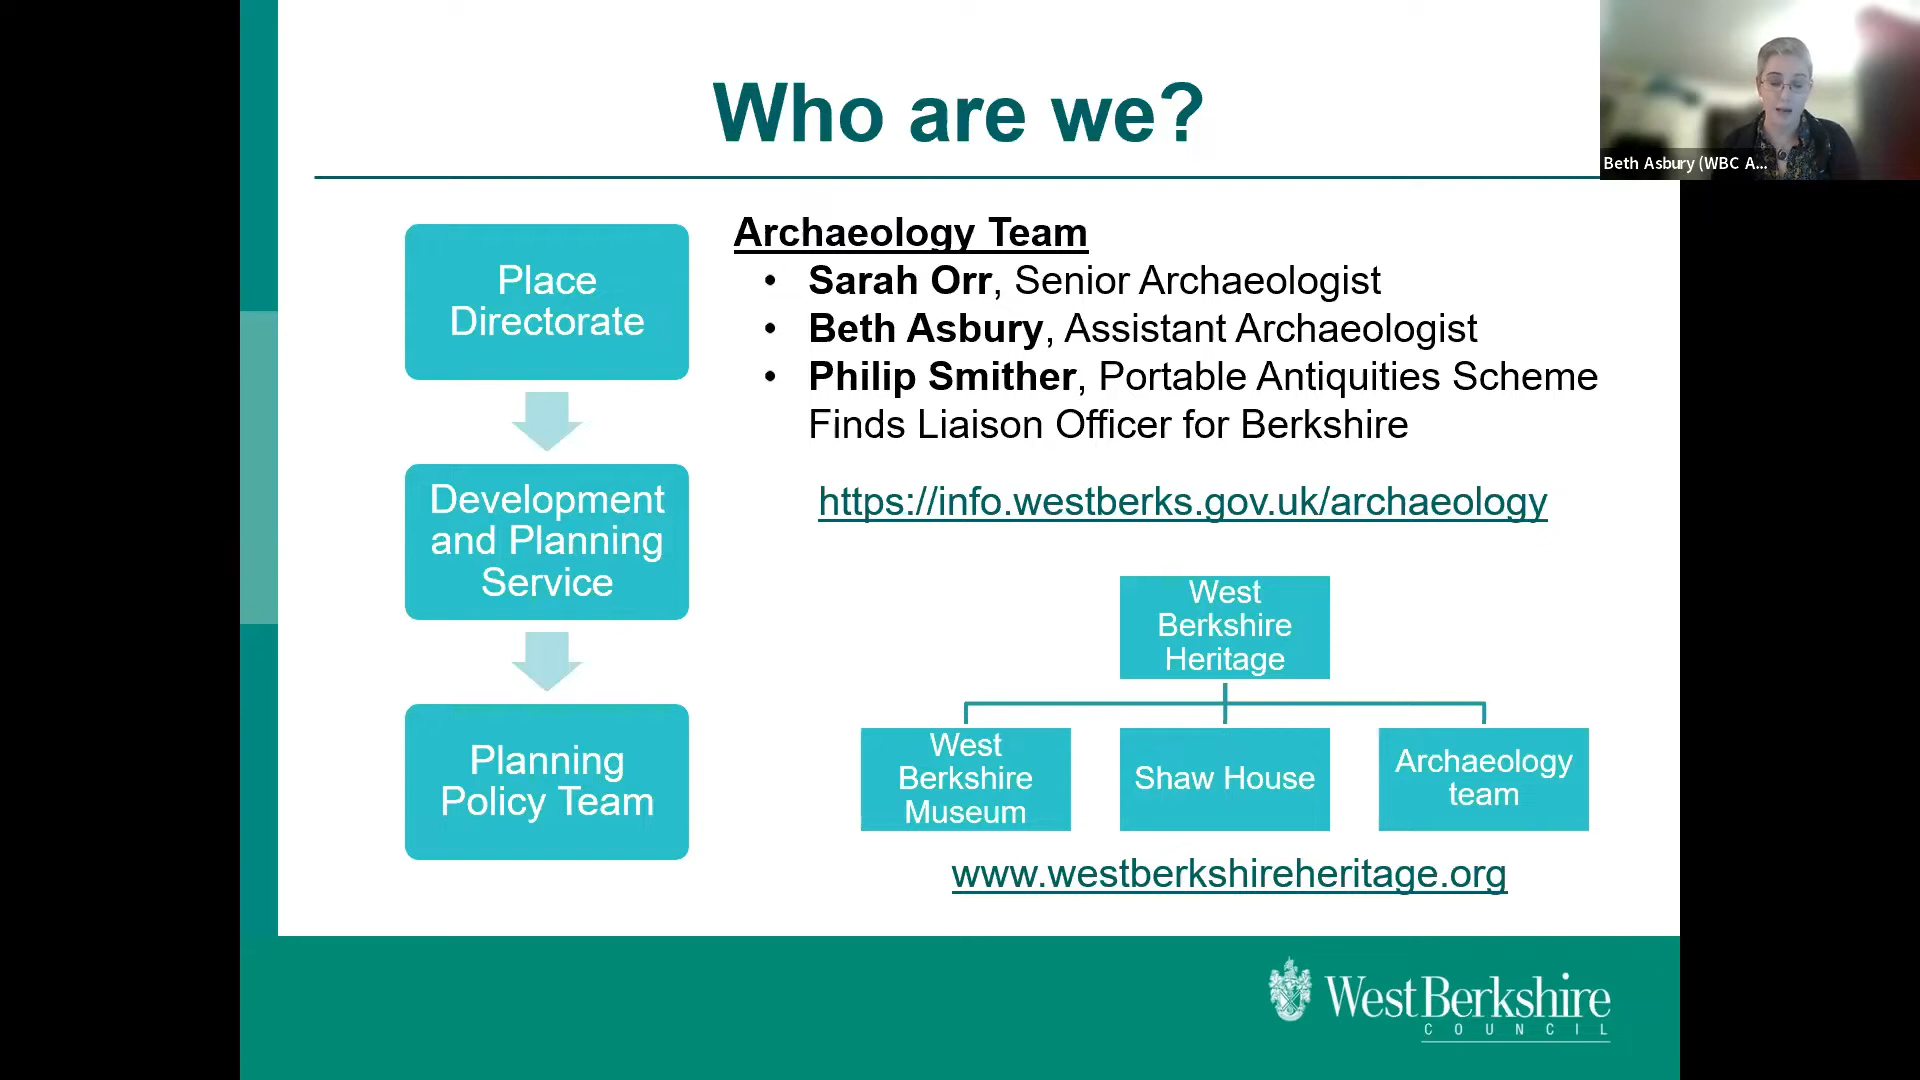 Who are we?
Beth Asbury (WBC A...
Place
Directorate
Development
and Planning
Service
Planning
Policy Team
Archaeology Team
• Sarah Orr, Senior Archaeologist
• Beth Asbury, Assistant Archaeologist
• Philip Smither, Portable Antiquities Scheme
Finds Liaison Officer for Berkshire
https://info.westberks.gov.uk/archaeology
West
Berkshire
Heritage
West
Berkshire
Museum
Shaw House
Archaeology
team
www.westberkshireheritage.org
WestBerkshire
COUNCIL